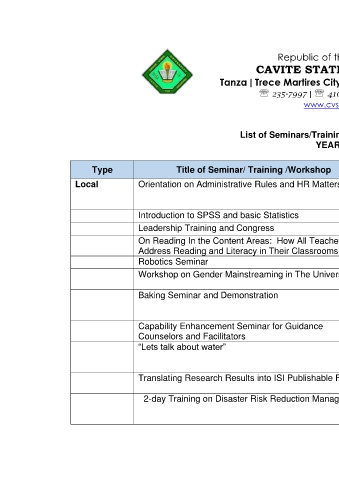 Republic of th
CAVITE STATE
Tanza | Trece Martires City
☏ 235-7997 | ☏ 410
www.cvs
List of Seminars/Trainin
YEAR
Type Title of Seminar/ Training /Workshop
Local Orientation on Administrative Rules and HR Matters
Introduction to SPSS and basic Statistics
Leadership Training and Congress
On Reading In the Content Areas: How All Teache
Address Reading and Literacy in Their Classrooms
Robotics Seminar
Workshop on Gender Mainstreaming in The Univers
Baking Seminar and Demonstration
Capability Enhancement Seminar for Guidance
Counselors and Facilitators
“Lets talk about water”
Translating Research Results into ISI Publishable F
2-day Training on Disaster Risk Reduction Manag